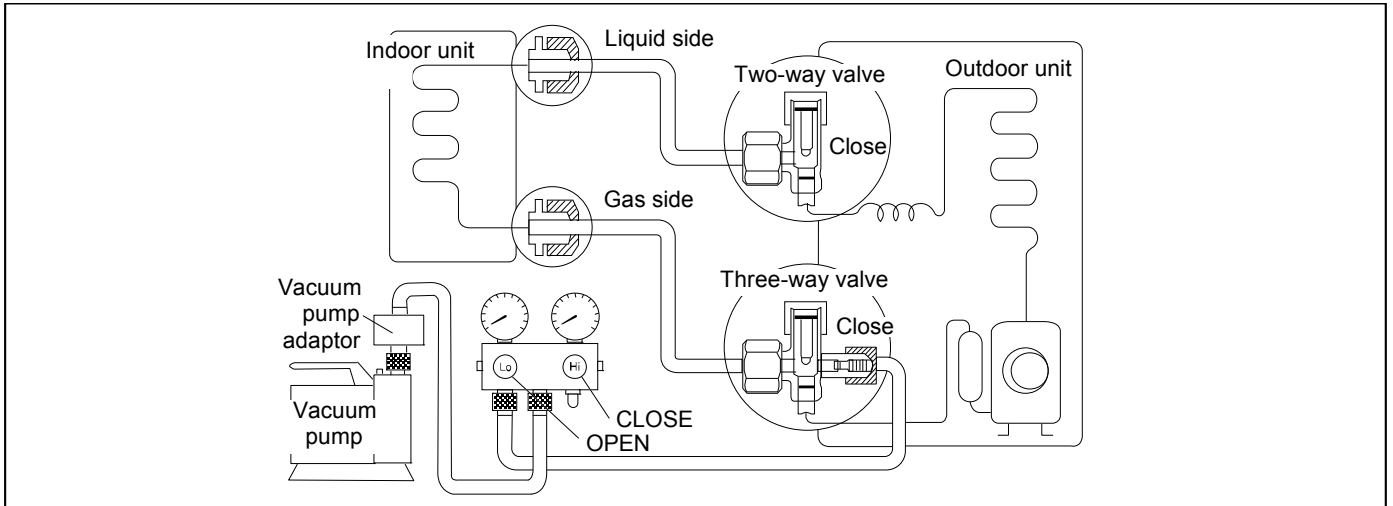 Indoor unit
Liquid side
Two-way valve
Outdoor unit
Close
Gas side
Three-way valve
Close
Vacuum
pump
adaptor
Lo
Hi
Vacuum
pump
CLOSE
OPEN